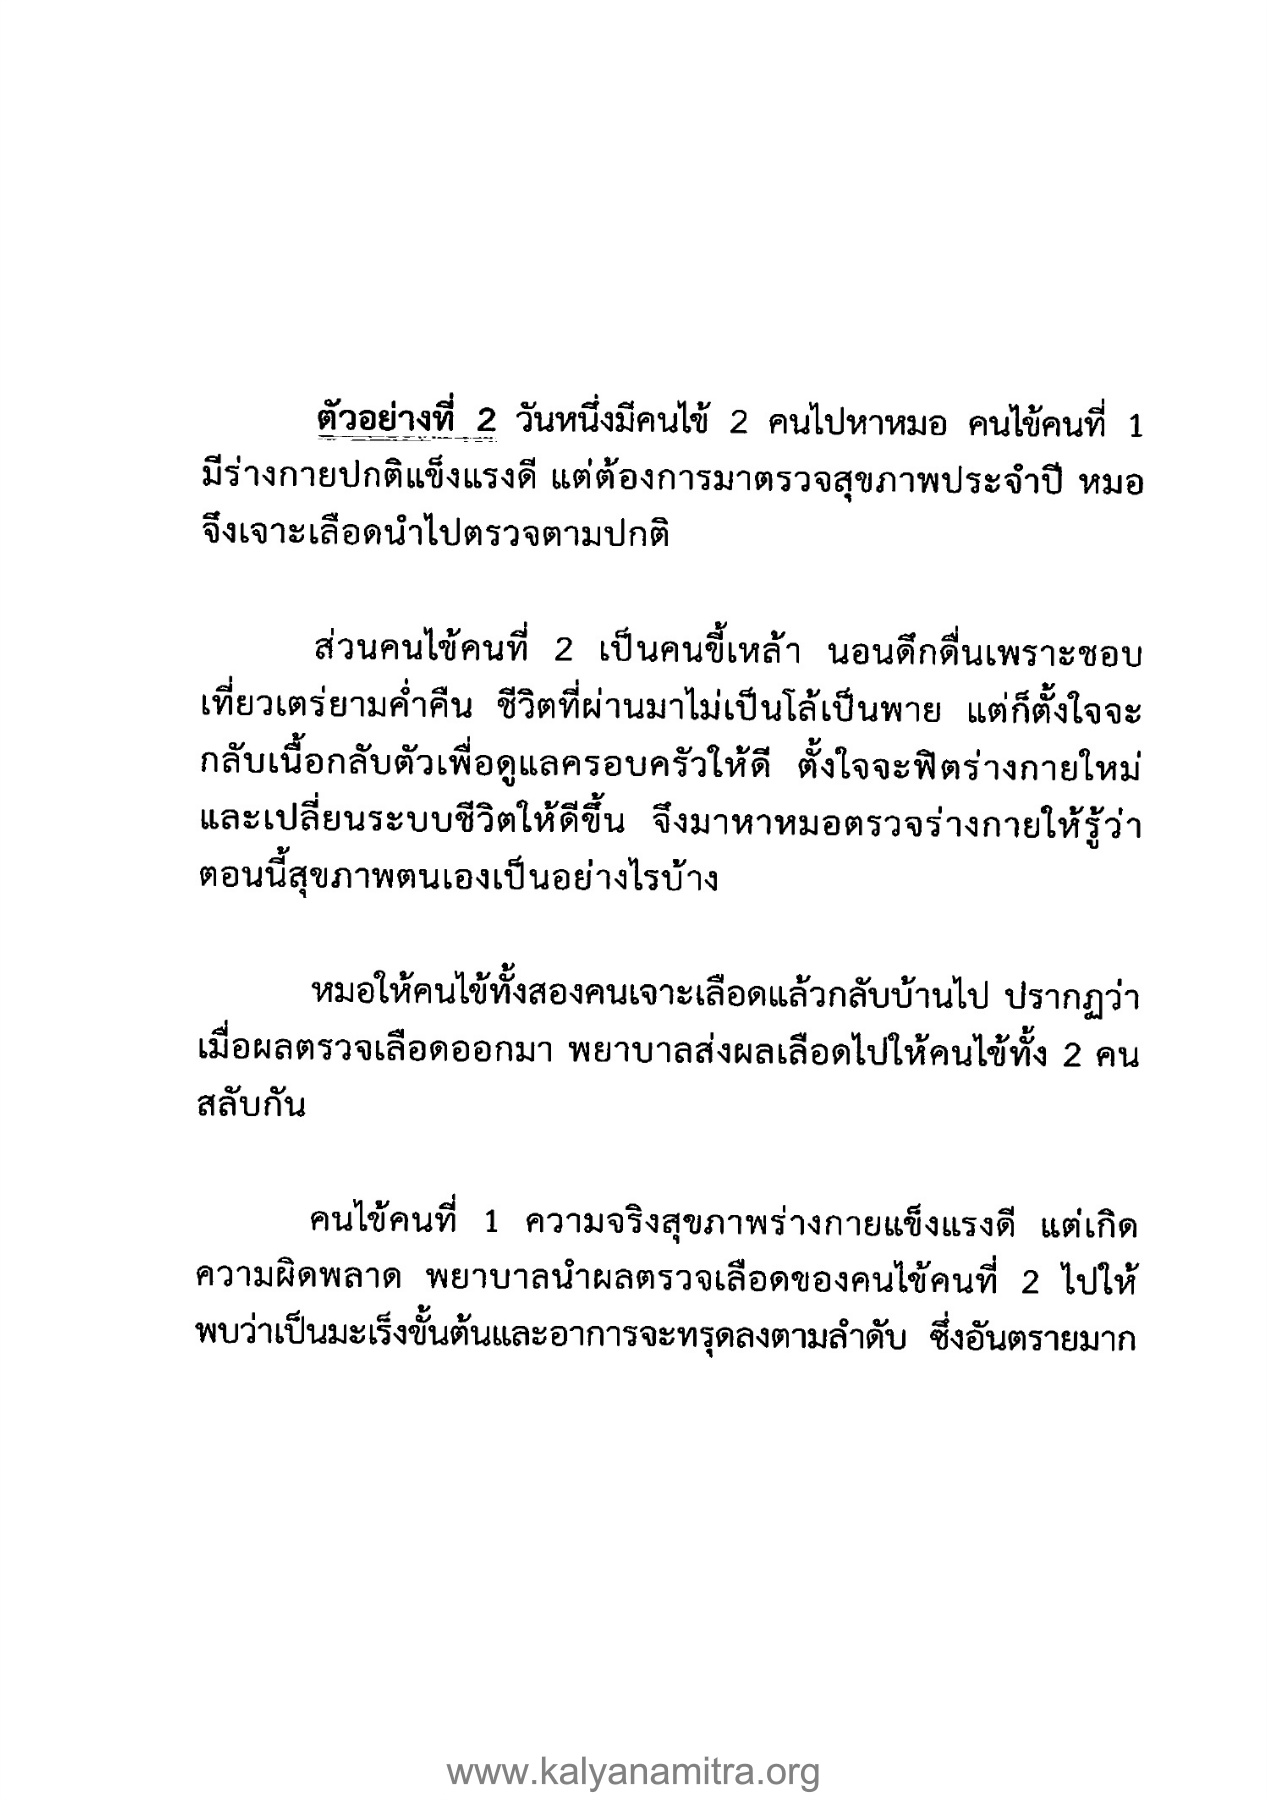 ตัวอย่างที่ 2 วันหนึ่งมีคนไข้ 2 คนไปหาหมอ คนไข้คนที่ 1
มีร่างกายปกติแข็งแรงดี แต่ต้องการมาตรวจสุขภาพประจำปี หมอ
จึงเจาะเลือดนำไปตรวจตามปกติ
ส่วนคนไข้คนที่ 2 เป็นคนขี้เหล้า นอนดึกดื่นเพราะชอบ
เที่ยวเตร่ยามค่ำคืน ชีวิตที่ผ่านมาไม่เป็นโล้เป็นพาย แต่ก็ตั้งใจจะ
กลับเนื้อกลับตัวเพื่อดูแลครอบครัวให้ดี ตั้งใจจะฟิตร่างกายใหม่
และเปลี่ยนระบบชีวิตให้ดีขึ้น จึงมาหาหมอตรวจร่างกายให้รู้ว่า
ตอนนี้สุขภาพตนเองเป็นอย่างไรบ้าง
หมอให้คนไข้ทั้งสองคนเจาะเลือดแล้วกลับบ้านไป ปรากฏว่า
เมื่อผลตรวจเลือดออกมา พยาบาลส่งผลเลือดไปให้คนไข้ทั้ง 2 คน
สลับกัน
คนไข้คนที่ 1 ความจริงสุขภาพร่างกายแข็งแรงดี แต่เกิด
ความผิดพลาด พยาบาลนำผลตรวจเลือดของคนไข้คนที่ 2 ไปให้
พบว่าเป็นมะเร็งขั้นต้นและอาการจะทรุดลงตามลำดับ ซึ่งอันตรายมาก
www.kalyanamitra.org